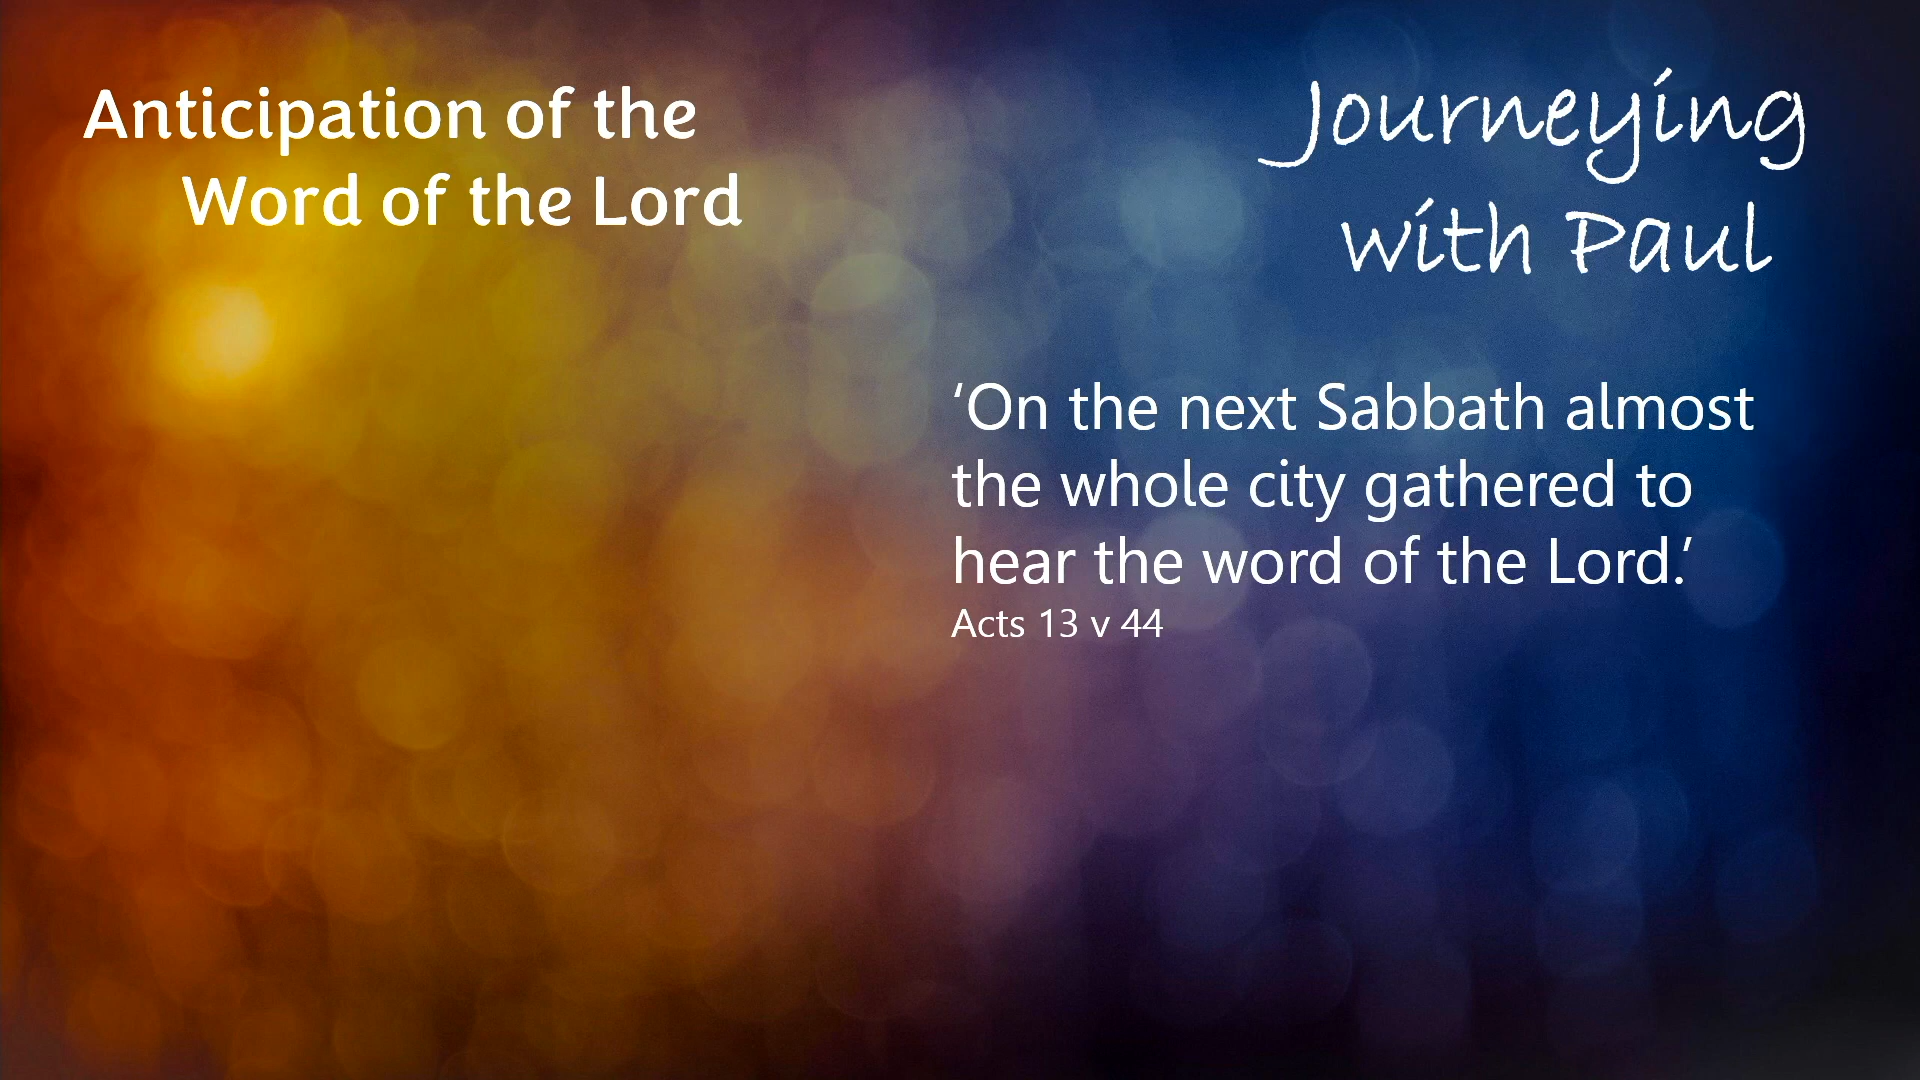 Anticipation of the
Word of the Lord
Journeying
with Paul
‘On the next Sabbath almost
the whole city gathered to
hear the word of the Lord.’
Acts 13 v 44